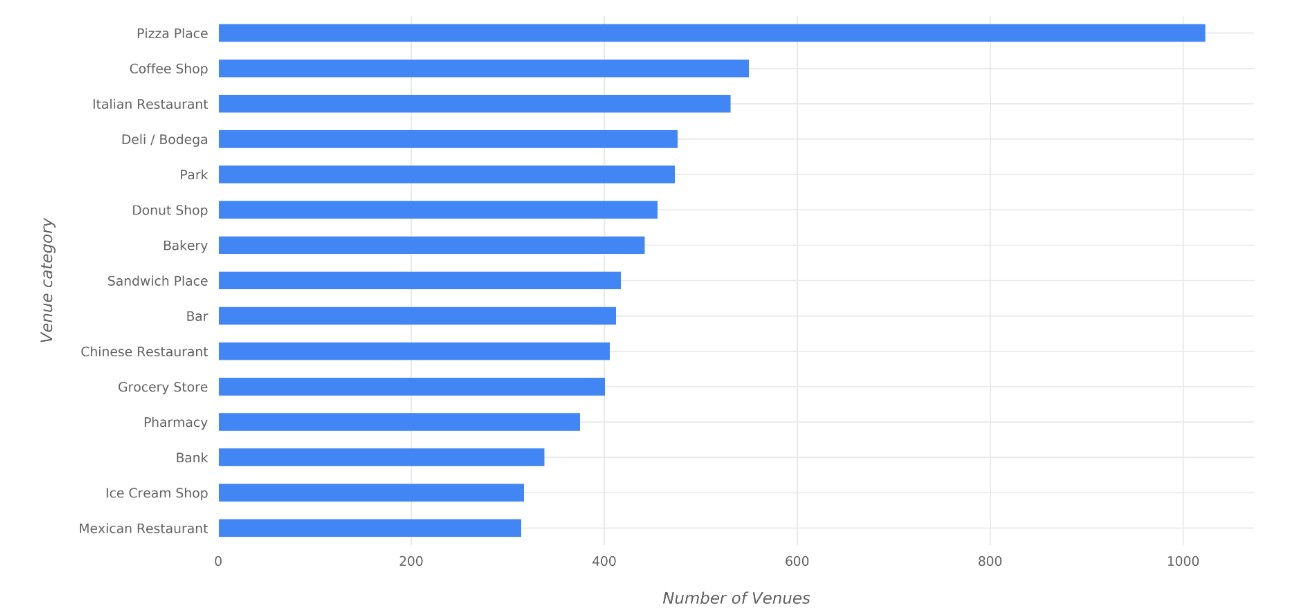 Pizza Place
Coffee Shop
Italian Restaurant
Deli / Bodega
Park
Donut Shop
Bakery
Sandwich Place
Bar
Chinese Restaurant
Grocery Store
Pharmacy
Bank
Ice Cream Shop
Mexican Restaurant
Venue category
0 200 400 600 800 1000
Number of Venues